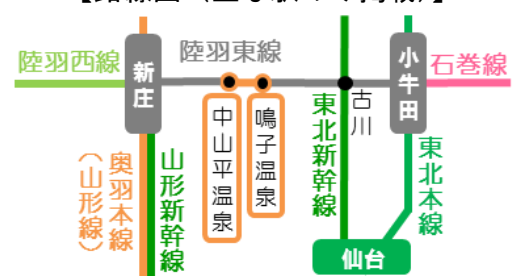 【路線図（主な駅のみ掲載）】
陸羽西線
新庄
陸羽東線
中山平温泉
鳴子温泉
古川
小牛田
石巻線
奥羽本線
（山形線）
山形新幹線
東北新幹線
東北本線
仙台